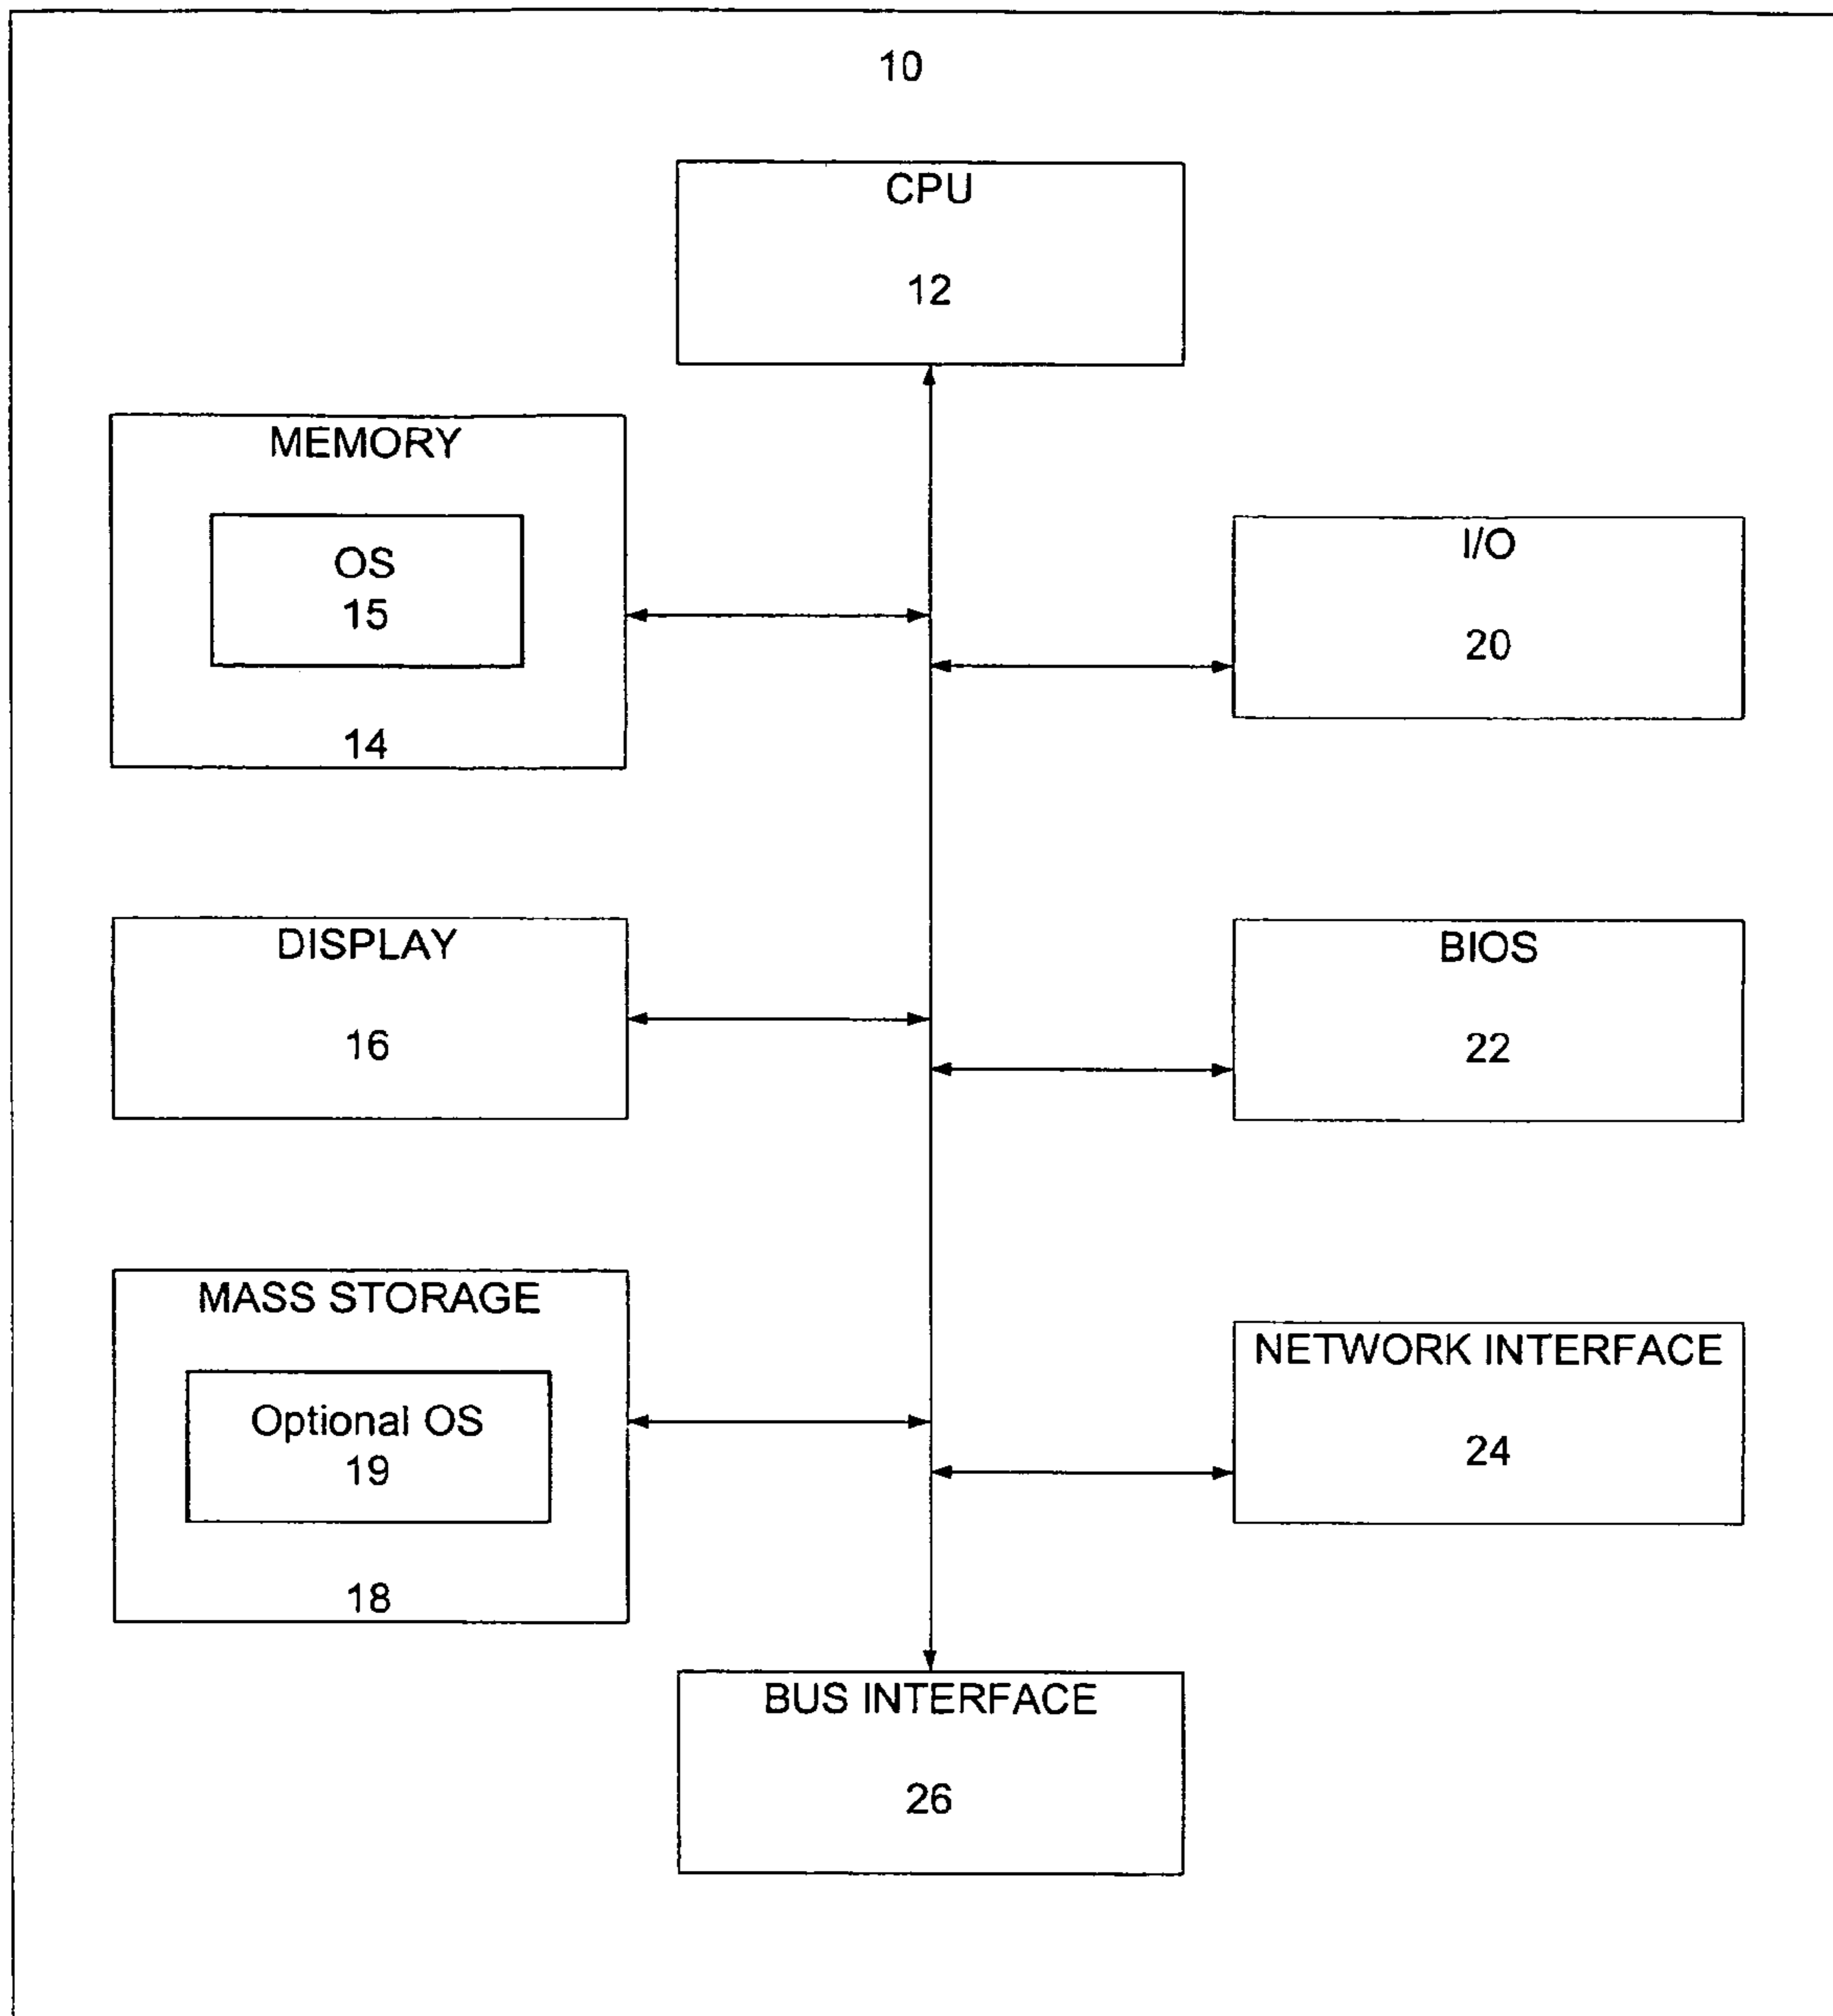 10
CPU
12
MEMORY
OS
15
14
I/O
20
DISPLAY
16
BIOS
22
MASS STORAGE
Optional OS
19
18
NETWORK INTERFACE
24
BUS INTERFACE
26